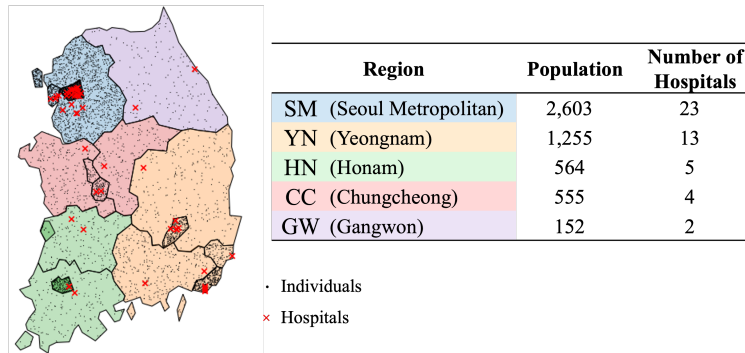 Region Population Number of Hospitals
SM (Seoul Metropolitan) 2,603 23
YN (Yeongnam) 1,255 13
HN (Honam) 564 5
CC (Chungcheong) 555 4
GW (Gangwon) 152 2
Individuals
Hospitals